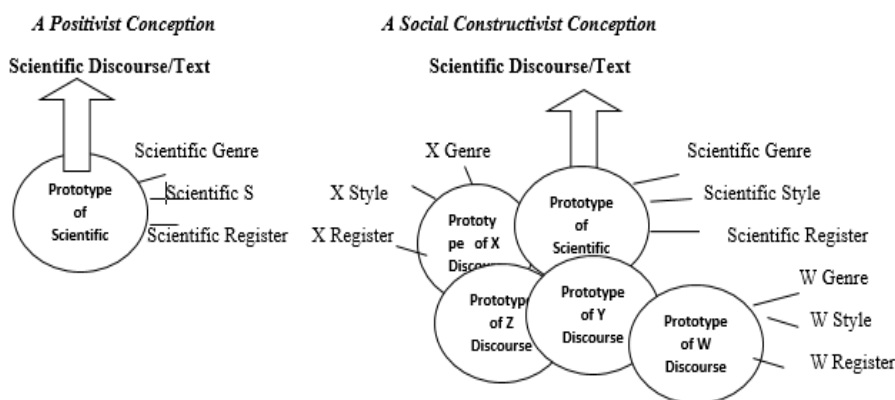 A Positivist Conception
Scientific Discourse/Text
Scientific Genre
Prototype
of
Scientific
Scientific S
Scientific Register
A Social Constructivist Conception
Scientific Discourse/Text
X Genre
X Style
X Register
Prototy
pe of X
Discou
Prototype
of
Scientific
Scientific Genre
Scientific Style
Scientific Register
Prototype
of Z
Discourse
Prototype
of Y
Discourse
Prototype
of W
Discourse
W Genre
W Style
W Register